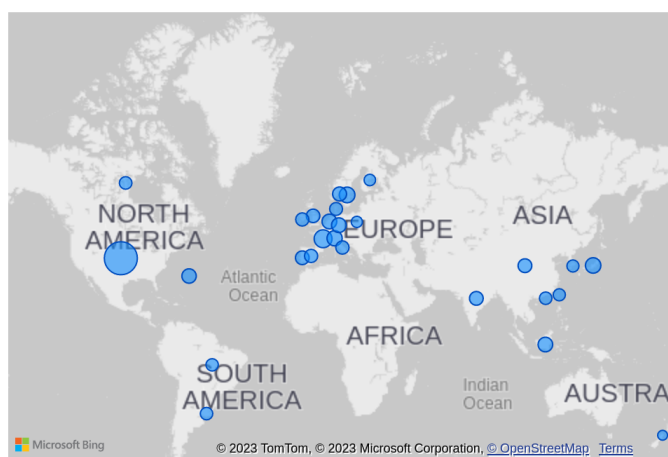 NORTH
AMERICA
EUROPE
ASIA
Atlantic
Ocean
AFRICA
SOUTH
AMERICA
Indian
Ocean
AUSTRA
Microsoft Bing
© 2023 TomTom, © 2023 Microsoft Corporation, © OpenStreetMap Terms